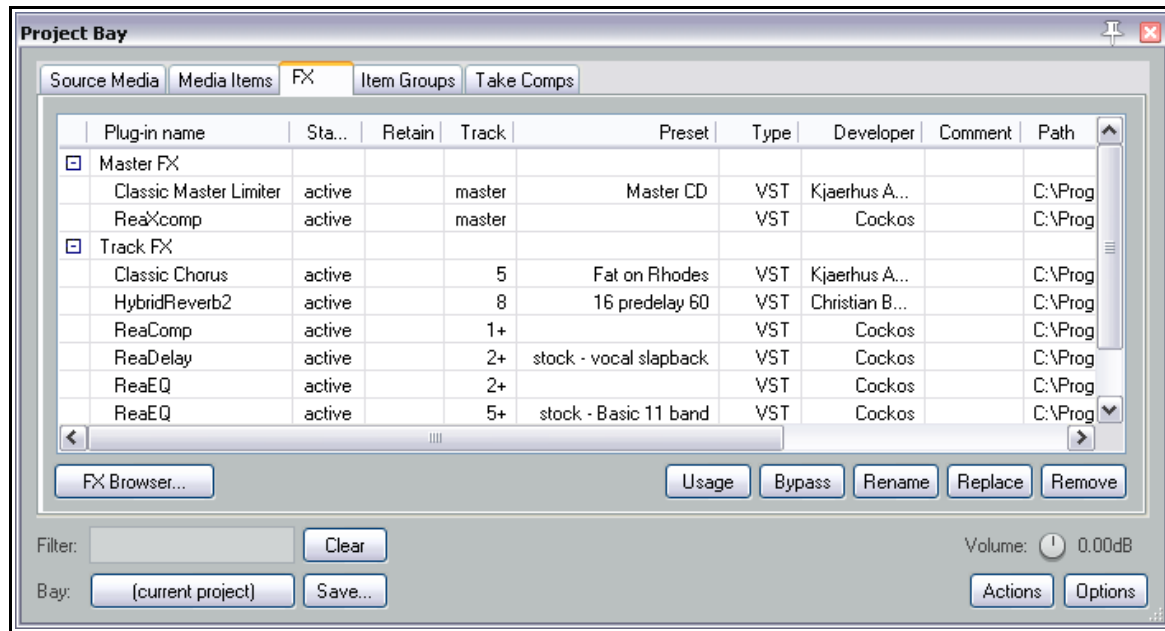 Project Bay
Source Media Media Items FX Item Groups Take Comps
Plug-in name Sta... Retain Track Preset Type Developer Comment Path
Master FX
Classic Master Limiter active master Master CD VST Kjaerhus A... C:\Prog
ReaXcomp active master VST Cockos C:\Prog
Track FX
Classic Chorus active 5 Fat on Rhodes VST Kjaerhus A... C:\Prog
HybridReverb2 active 8 16 predelay 60 VST Christian B... C:\Prog
ReaComp active 1+ VST Cockos C:\Prog
ReaDelay active 2+ stock - vocal slapback VST Cockos C:\Prog
ReaEQ active 2+ VST Cockos C:\Prog
ReaEQ active 5+ stock - Basic 11 band VST Cockos C:\Prog
FX Browser... Usage Bypass Rename Replace Remove
Filter: Clear Volume: 0.00dB
Bay: (current project) Save... Actions Options